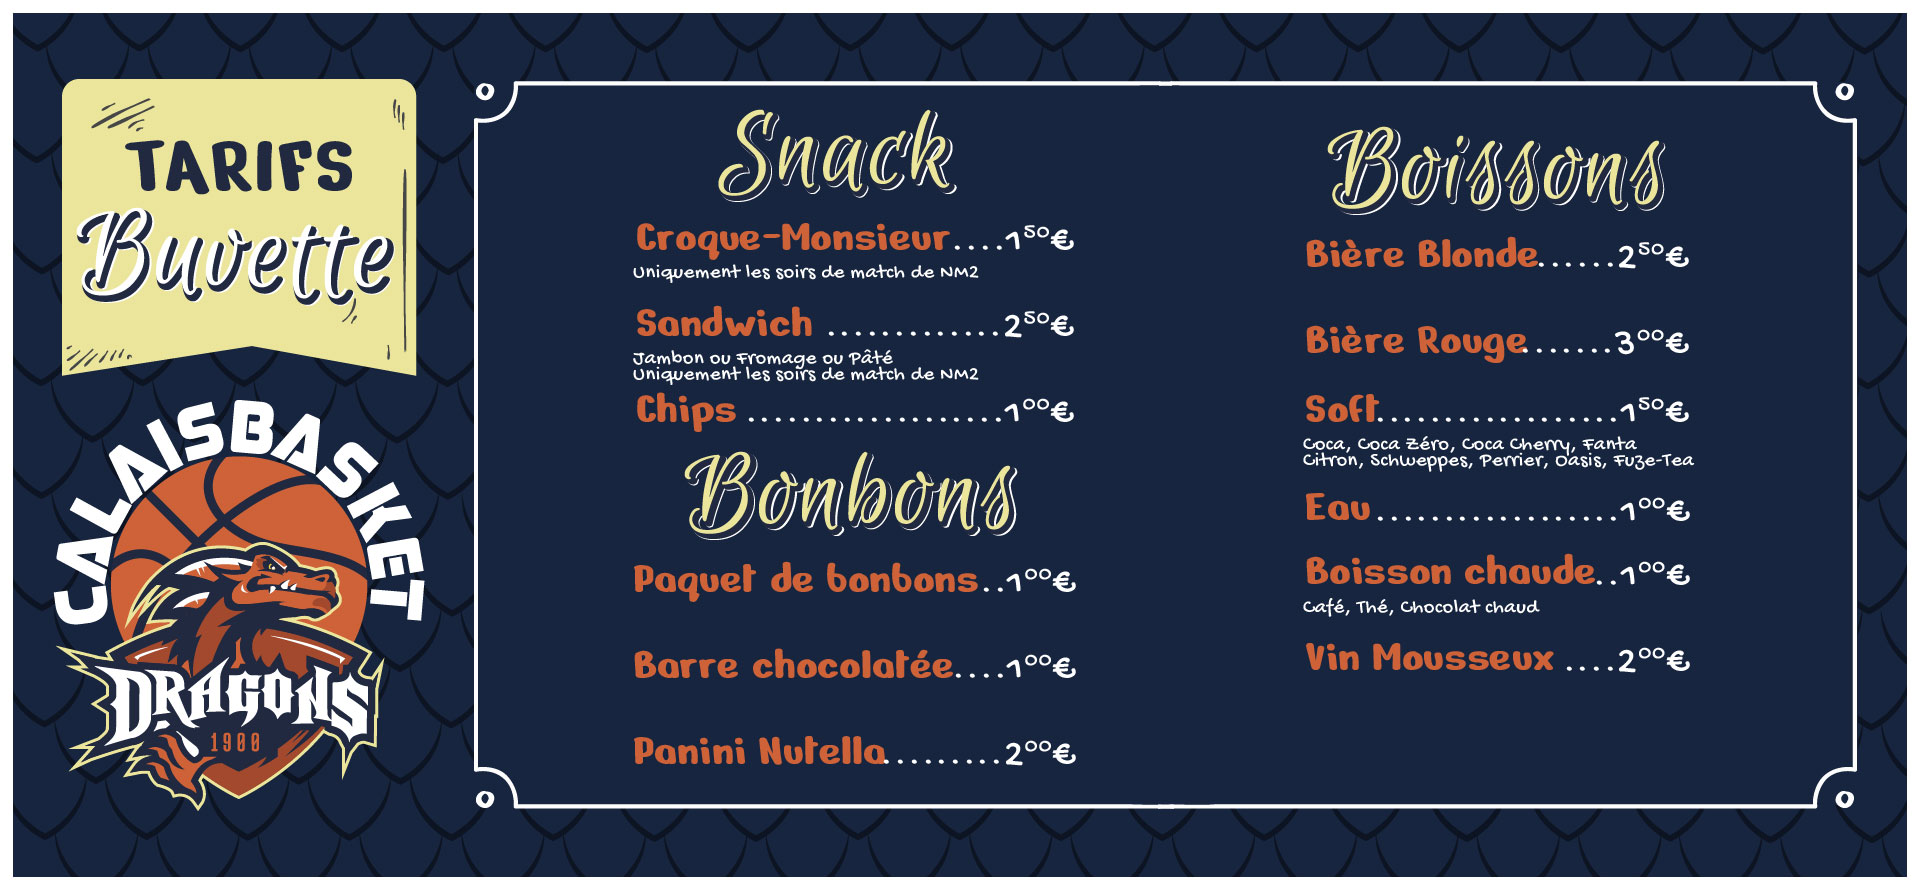 TARIFS
Buvette
CALAISBASKET
DRAGONS
1900
Snack
Croque-Monsieur....1⁵⁰€
Uniquement les soirs de match de NM2
Sandwich .............2⁵⁰€
Jambon ou Fromage ou Pâté
Uniquement les soirs de match de NM2
Chips ...................1⁰⁰€
Bonbons
Paquet de bonbons..1⁰⁰€
Barre chocolatée....1⁰⁰€
Panini Nutella.........2⁰⁰€
Boissons
Bière Blonde......2⁵⁰€
Bière Rouge.......3⁰⁰€
Soft..................1⁵⁰€
Coca, Coca Zéro, Coca Cherry, Fanta
Citron, Schweppes, Perrier, Oasis, Fuze-Tea
Eau ..................1⁰⁰€
Boisson chaude..1⁰⁰€
Café, Thé, Chocolat chaud
Vin Mousseux ....2⁰⁰€